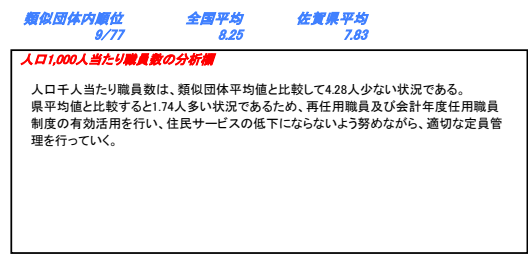 類似団体内順位 全国平均 佐賀県平均
9/77 8.25 7.83
人口1,000人当たり職員数の分析欄
人口千人当たり職員数は、類似団体平均値と比較して4.28人少ない状況である。
県平均値と比較すると1.74人多い状況であるため、再任用職員及び会計年度任用職員
制度の有効活用を行い、住民サービスの低下にならないよう努めながら、適切な定員管
理を行っていく。